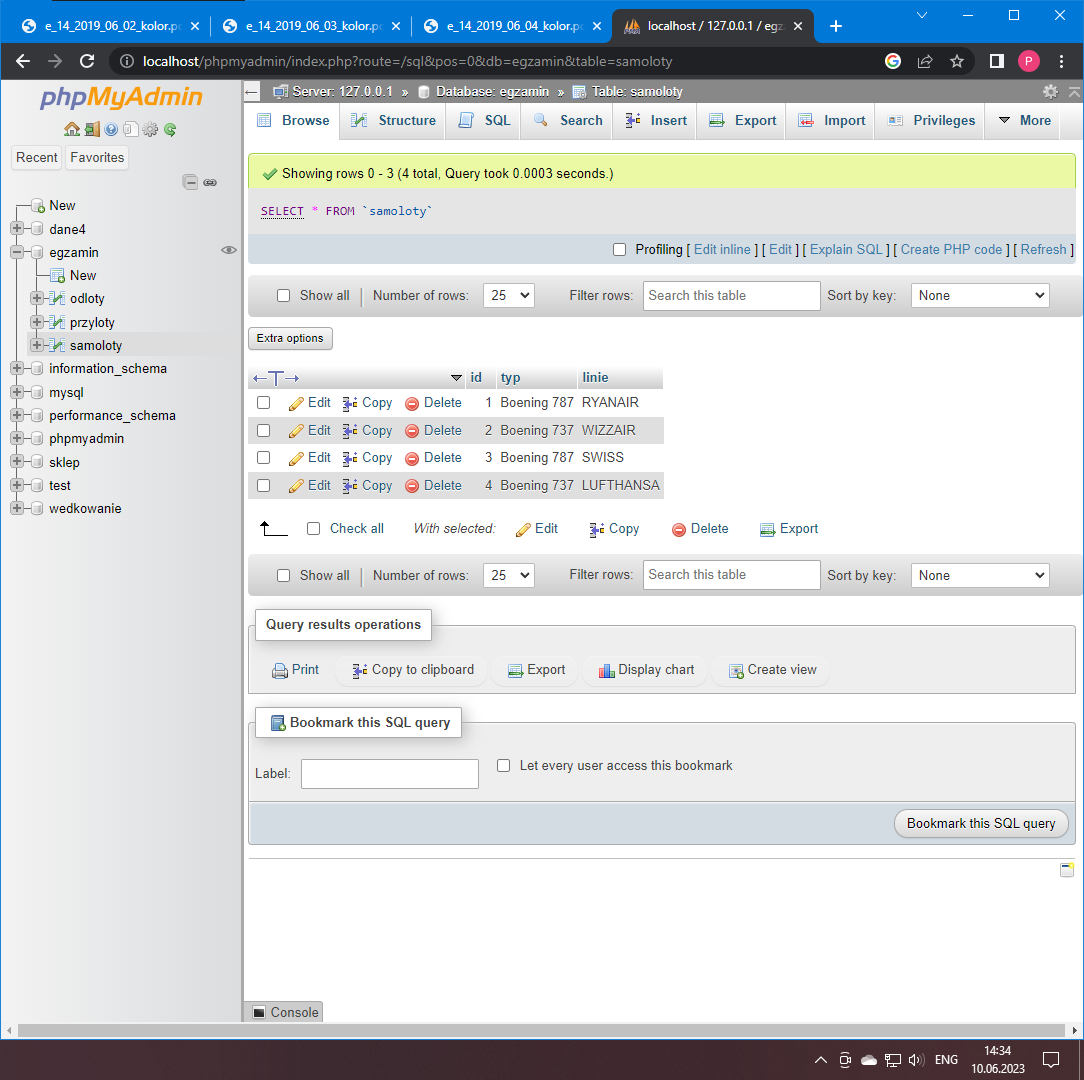 e_14_2019_06_02_kolor.pd
e_14_2019_06_03_kolor.pd
e_14_2019_06_04_kolor.pd
localhost / 127.0.0.1 / egz
localhost/phpmyadmin/index.php?route=/sql&pos=0&db=egzamin&table=samoloty
P
phpMyAdmin
Recent Favorites
New
dane4
egzamin
New
odloty
przyloty
samoloty
information_schema
mysql
performance_schema
phpmyadmin
sklep
test
wedkowanie
Server: 127.0.0.1 » Database: egzamin » Table: samoloty
Browse Structure SQL Search Insert Export Import Privileges More
Showing rows 0 - 3 (4 total, Query took 0.0003 seconds.)
SELECT * FROM `samoloty`
Profiling [ Edit inline ] [ Edit ] [ Explain SQL ] [ Create PHP code ] [ Refresh ]
Show all Number of rows: 25 Filter rows: Search this table Sort by key: None
Extra options
←T→ id typ linie
Edit Copy Delete 1 Boening 787 RYANAIR
Edit Copy Delete 2 Boening 737 WIZZAIR
Edit Copy Delete 3 Boening 787 SWISS
Edit Copy Delete 4 Boening 737 LUFTHANSA
Check all With selected: Edit Copy Delete Export
Show all Number of rows: 25 Filter rows: Search this table Sort by key: None
Query results operations
Print Copy to clipboard Export Display chart Create view
Bookmark this SQL query
Label: Let every user access this bookmark
Bookmark this SQL query
Console
ENG
14:34
10.06.2023